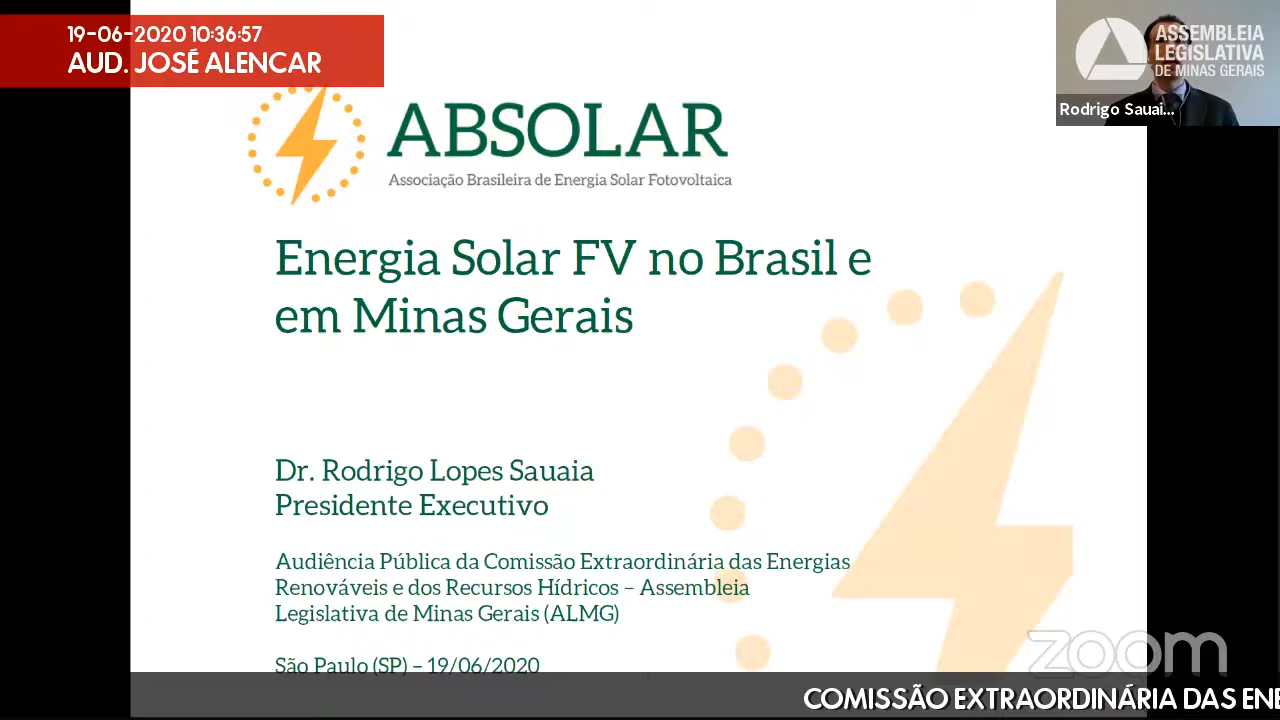 19-06-2020 10:36:57
AUD. JOSÉ ALENCAR
ASSEMBLEIA
LEGISLATIVA
DE MINAS GERAIS
Rodrigo Sauai...
ABSOLAR
Associação Brasileira de Energia Solar Fotovoltaica
Energia Solar FV no Brasil e
em Minas Gerais
Dr. Rodrigo Lopes Sauaia
Presidente Executivo
Audiência Pública da Comissão Extraordinária das Energias
Renováveis e dos Recursos Hídricos – Assembleia
Legislativa de Minas Gerais (ALMG)
São Paulo (SP) – 19/06/2020
zoom
COMISSÃO EXTRAORDINÁRIA DAS ENE